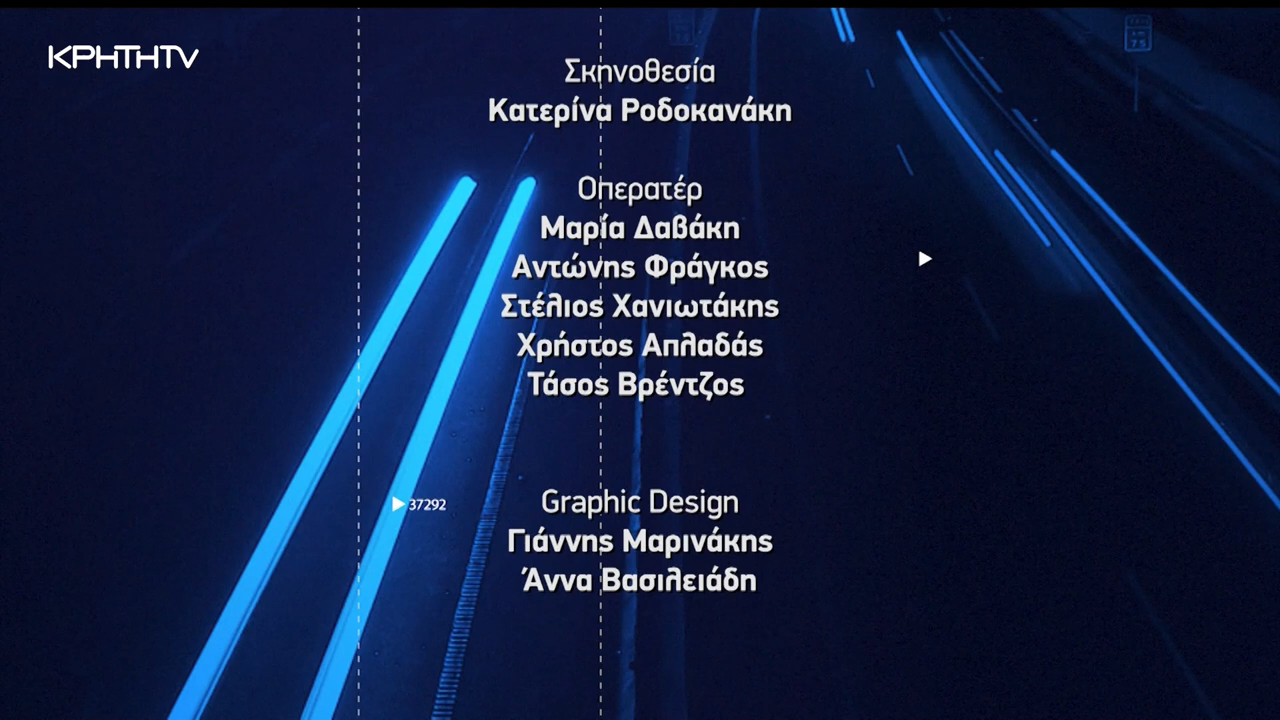 ΚΡΗΤΗTV
Σκηνοθεσία
Κατερίνα Ροδοκανάκη
Οπερατέρ
Μαρία Δαβάκη
Αντώνης Φράγκος
Στέλιος Χανιωτάκης
Χρήστος Απλαδάς
Τάσος Βρέντζος
37292
Graphic Design
Γιάννης Μαρινάκης
Άννα Βασιλειάδη